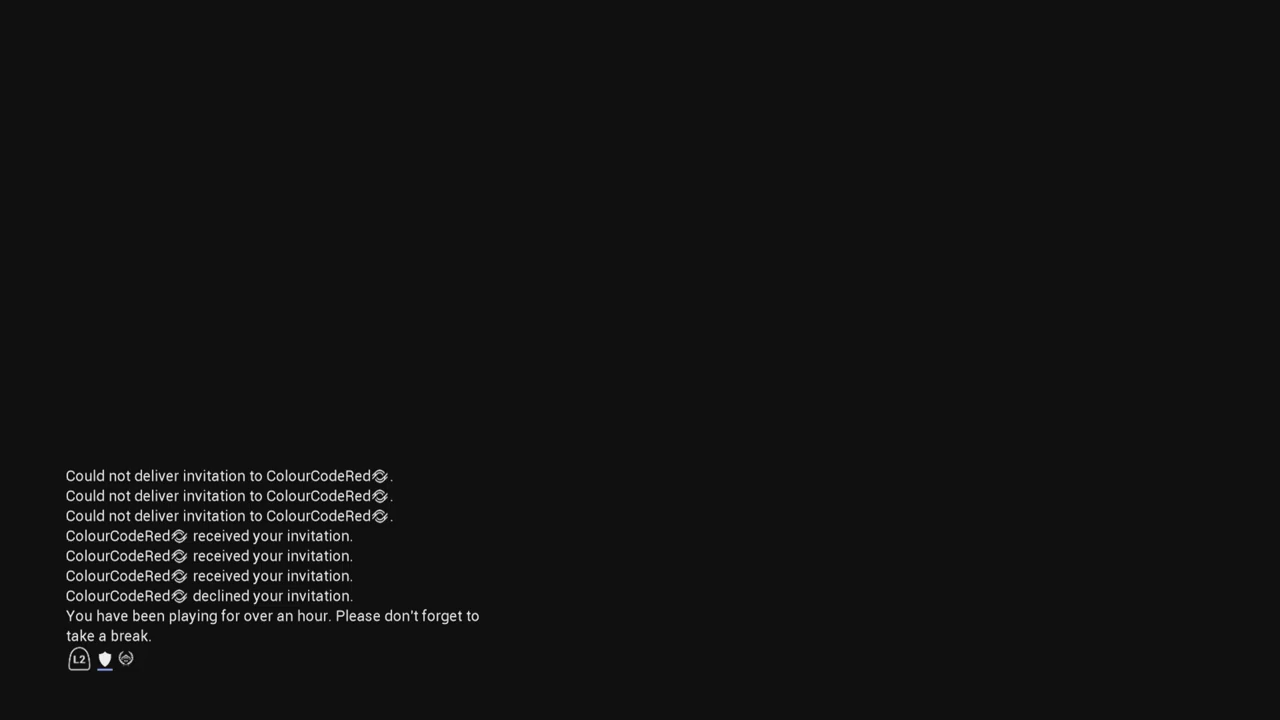 Could not deliver invitation to ColourCodeRed.
Could not deliver invitation to ColourCodeRed.
Could not deliver invitation to ColourCodeRed.
ColourCodeRed received your invitation.
ColourCodeRed received your invitation.
ColourCodeRed received your invitation.
ColourCodeRed declined your invitation.
You have been playing for over an hour. Please don't forget to
take a break.
L2